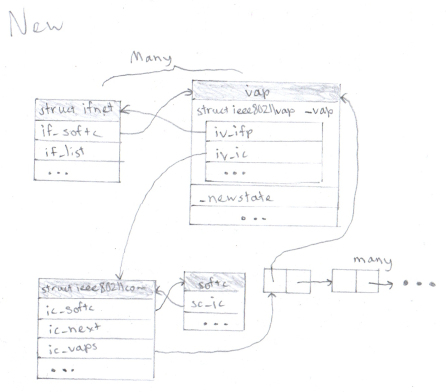 New
Many
struct ifnet
if_softc
if_list
...
vap
struct ieee80211vap _vap
iv_ifp
iv_ic
...
_newstate
...
struct ieee80211com
ic_softc
ic_next
ic_vaps
...
softc
sc_ic
...
many
...